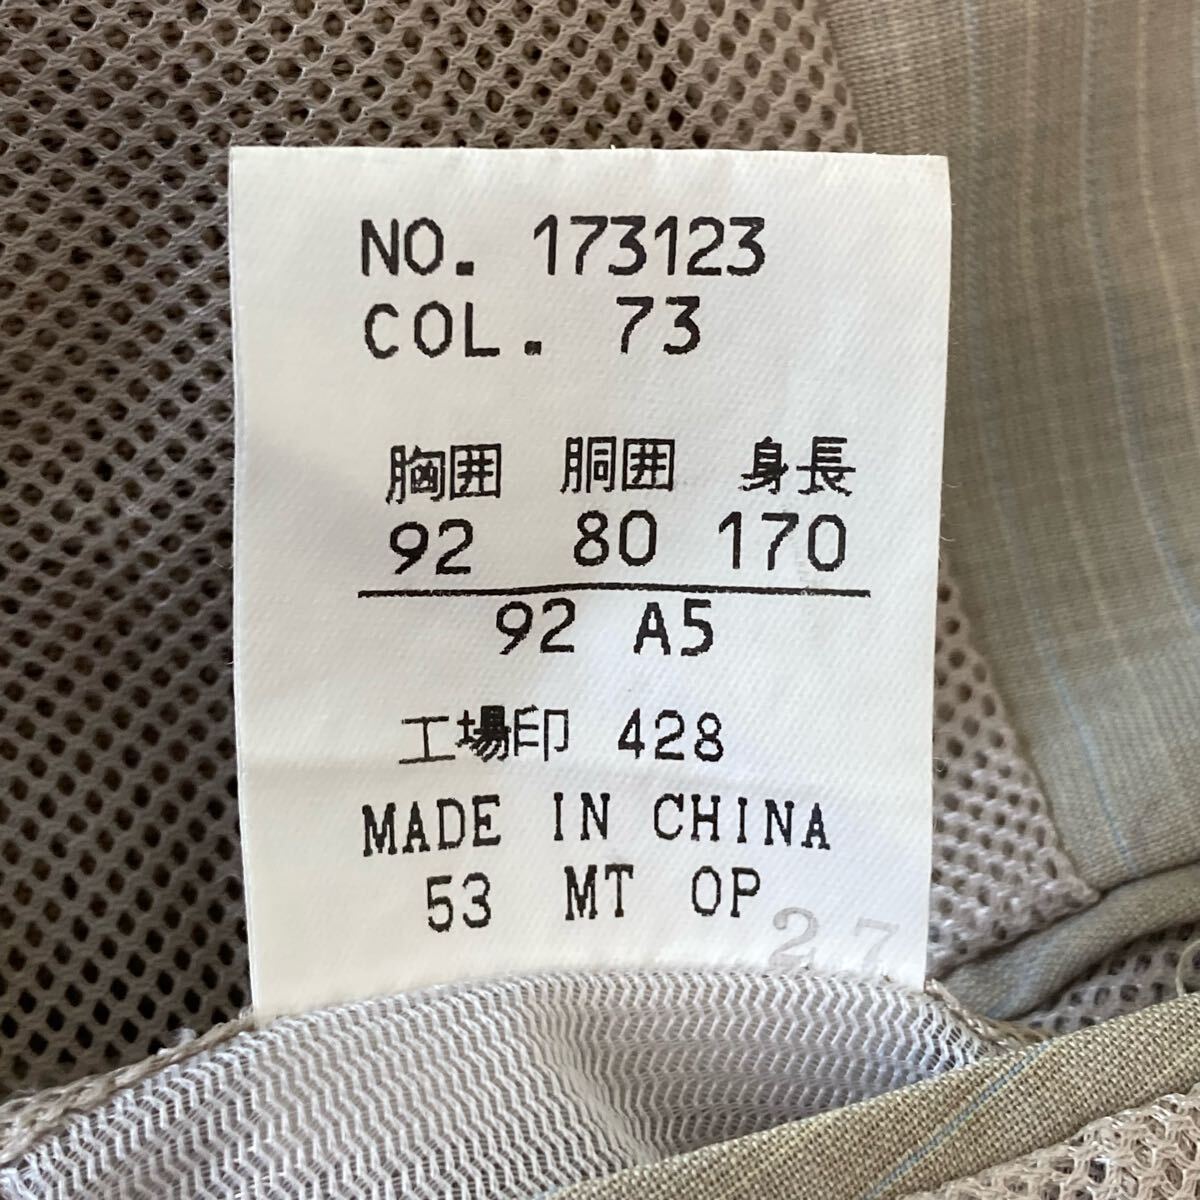 NO. 173123
COL. 73
胸囲 胴囲 身長
92 80 170
92 A5
工場印 428
MADE IN CHINA
53 MT OP
27